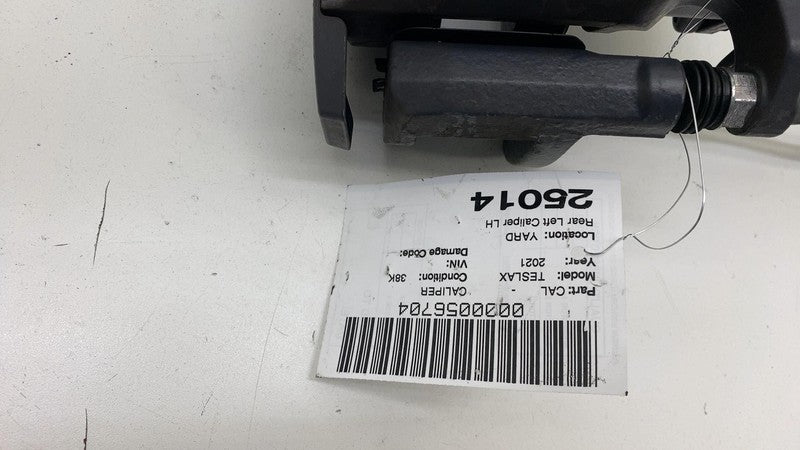 0000056704
Part: CAL - CALIPER
Model: TESLAX Condition: 38K
Year: 2021 VIN:
Location: YARD Damage Code:
Rear Left Caliper LH
25014